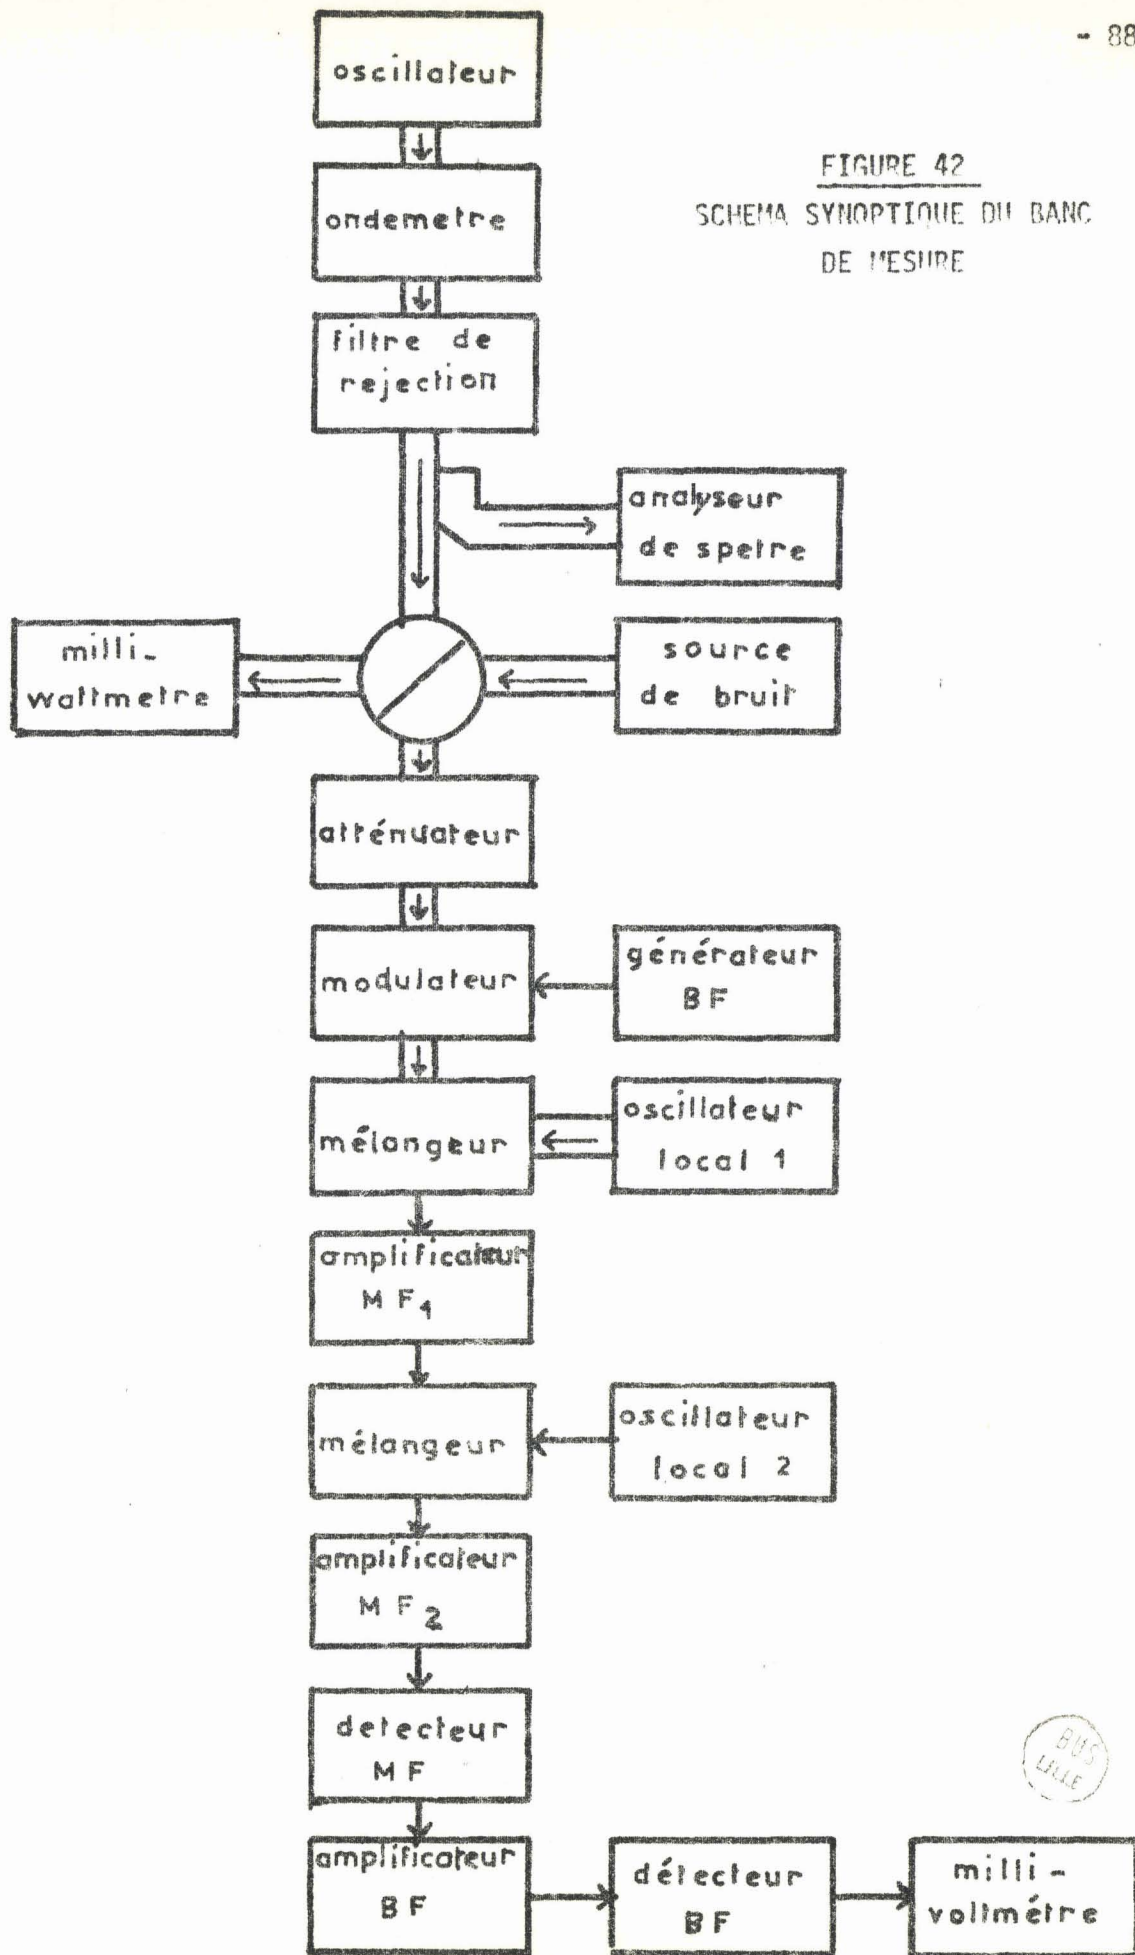 - 88
oscillateur
FIGURE 42
SCHEMA SYNOPTIQUE DU BANC
DE MESURE
ondemetre
filtre de
rejection
analyseur
de spetre
milli-
wattmetre
source
de bruit
atténuateur
modulateur
générateur
BF
mélangeur
oscillateur
local 1
amplificateur
MF1
mélangeur
oscillateur
local 2
amplificateur
MF2
detecteur
MF
BUS
LILLE
amplificateur
BF
détecteur
BF
milli-
voltmétre